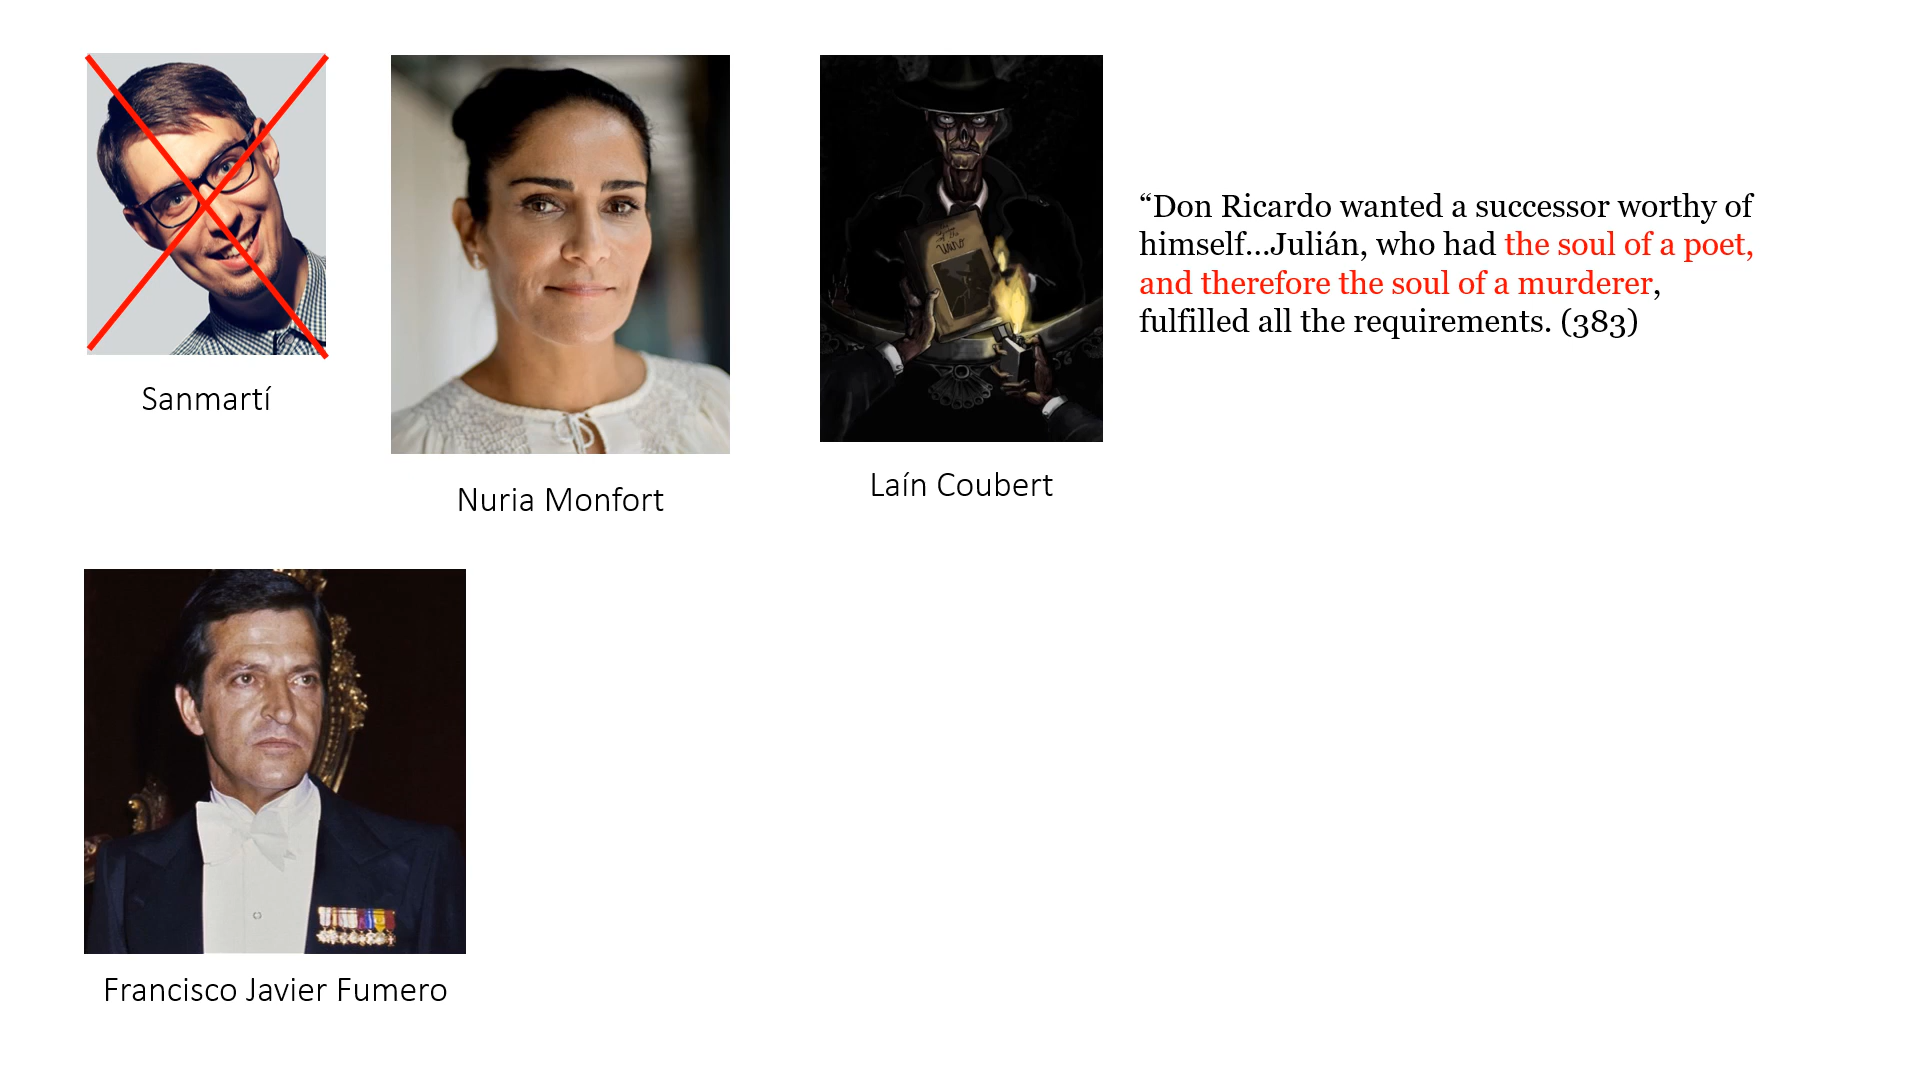 Sanmartí
Nuria Monfort
Laín Coubert
“Don Ricardo wanted a successor worthy of
himself...Julián, who had the soul of a poet,
and therefore the soul of a murderer,
fulfilled all the requirements. (383)
Francisco Javier Fumero